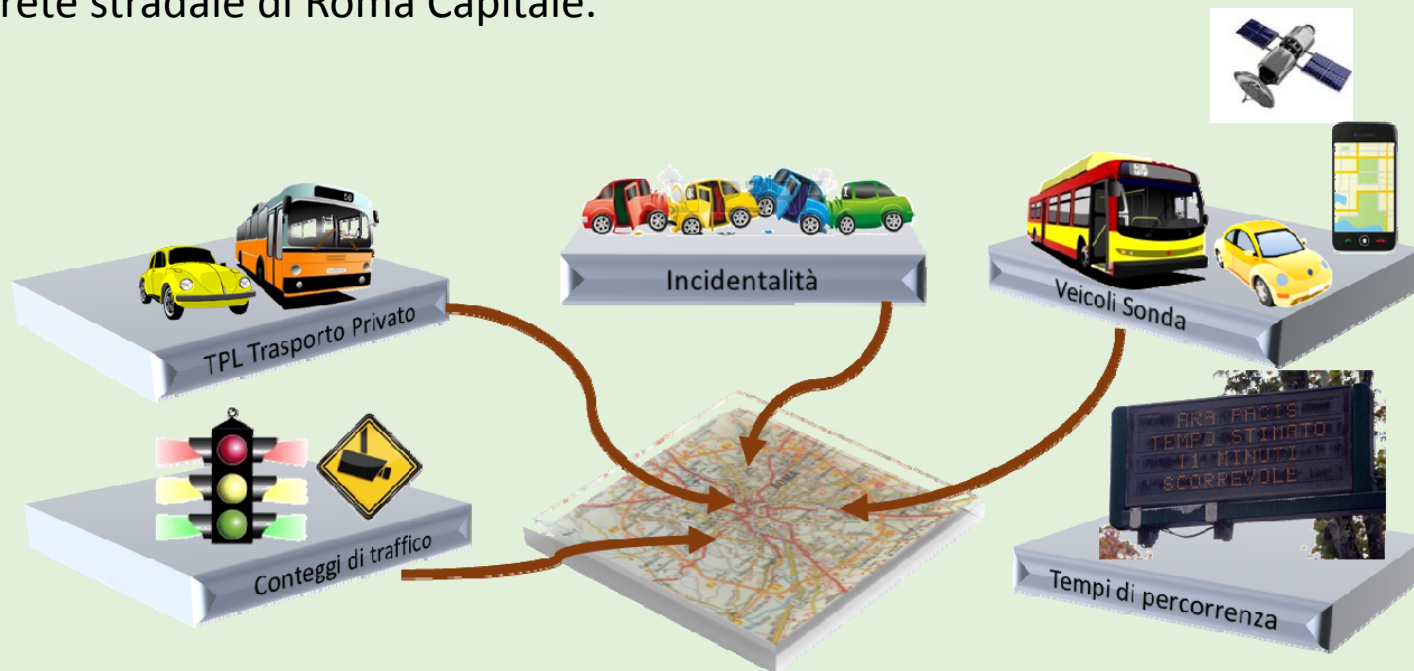 rete stradale di Roma Capitale.
Incidentalità
TPL Trasporto Privato
Veicoli Sonda
ARA PACIS
TEMPO STIMATO
11 MINUTI
SCORREVOLE
Conteggi di traffico
Tempi di percorrenza